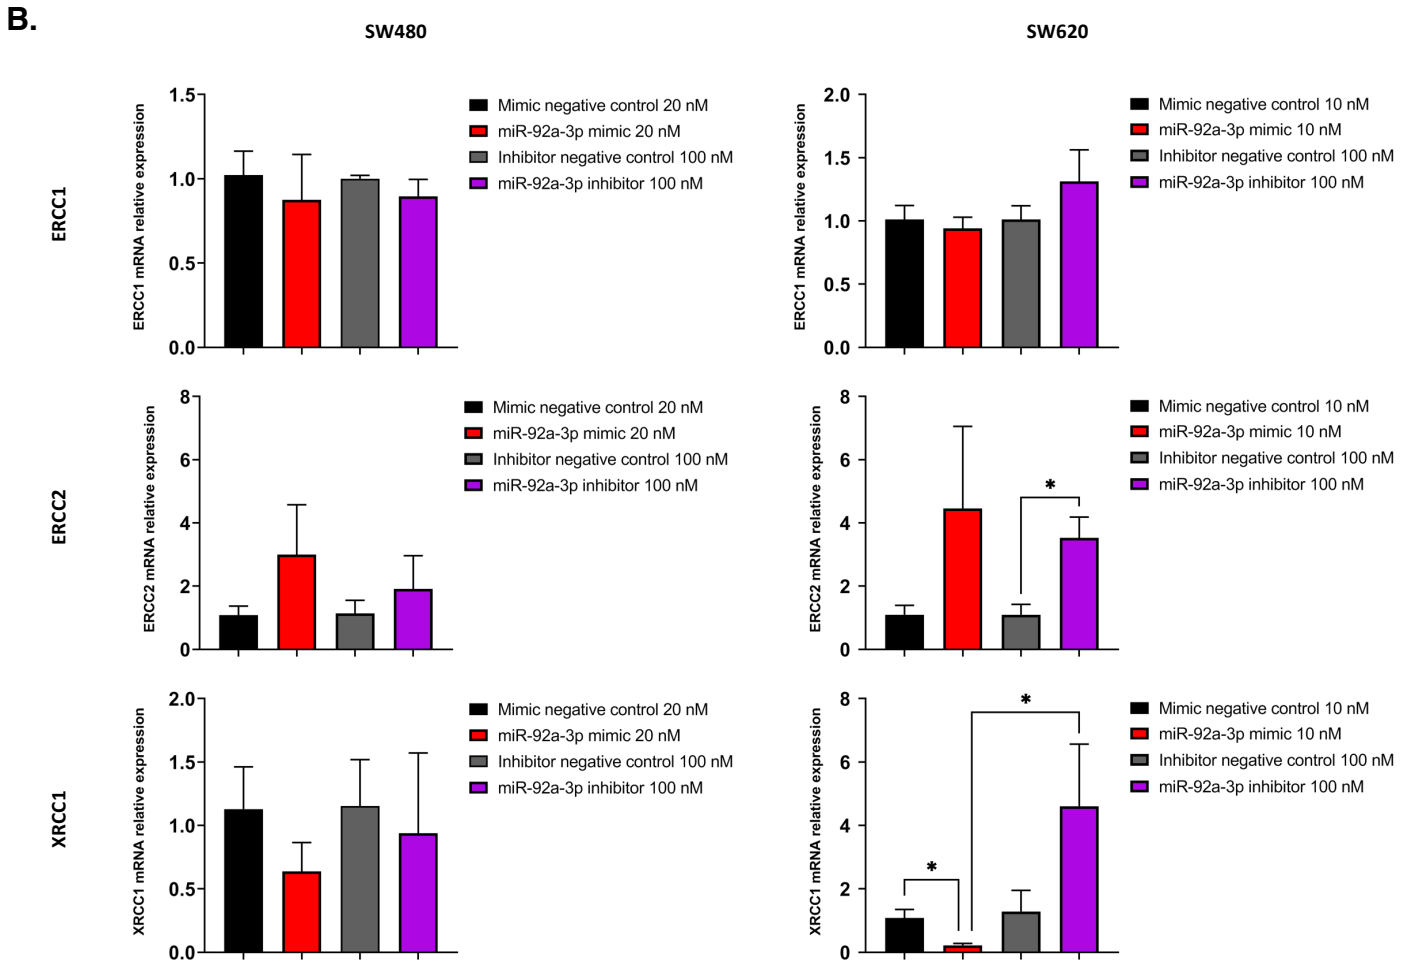 B.
SW480
SW620
ERCC1
ERCC1 mRNA relative expression
1.5
1.0
0.5
0.0
Mimic negative control 20 nM
miR-92a-3p mimic 20 nM
Inhibitor negative control 100 nM
miR-92a-3p inhibitor 100 nM
ERCC1 mRNA relative expression
2.0
1.5
1.0
0.5
0.0
Mimic negative control 10 nM
miR-92a-3p mimic 10 nM
Inhibitor negative control 100 nM
miR-92a-3p inhibitor 100 nM
ERCC2
ERCC2 mRNA relative expression
8
6
4
2
0
Mimic negative control 20 nM
miR-92a-3p mimic 20 nM
Inhibitor negative control 100 nM
miR-92a-3p inhibitor 100 nM
ERCC2 mRNA relative expression
8
6
4
2
0
*
Mimic negative control 10 nM
miR-92a-3p mimic 10 nM
Inhibitor negative control 100 nM
miR-92a-3p inhibitor 100 nM
XRCC1
XRCC1 mRNA relative expression
2.0
1.5
1.0
0.5
0.0
Mimic negative control 20 nM
miR-92a-3p mimic 20 nM
Inhibitor negative control 100 nM
miR-92a-3p inhibitor 100 nM
XRCC1 mRNA relative expression
8
6
4
2
0
*
*
Mimic negative control 10 nM
miR-92a-3p mimic 10 nM
Inhibitor negative control 100 nM
miR-92a-3p inhibitor 100 nM